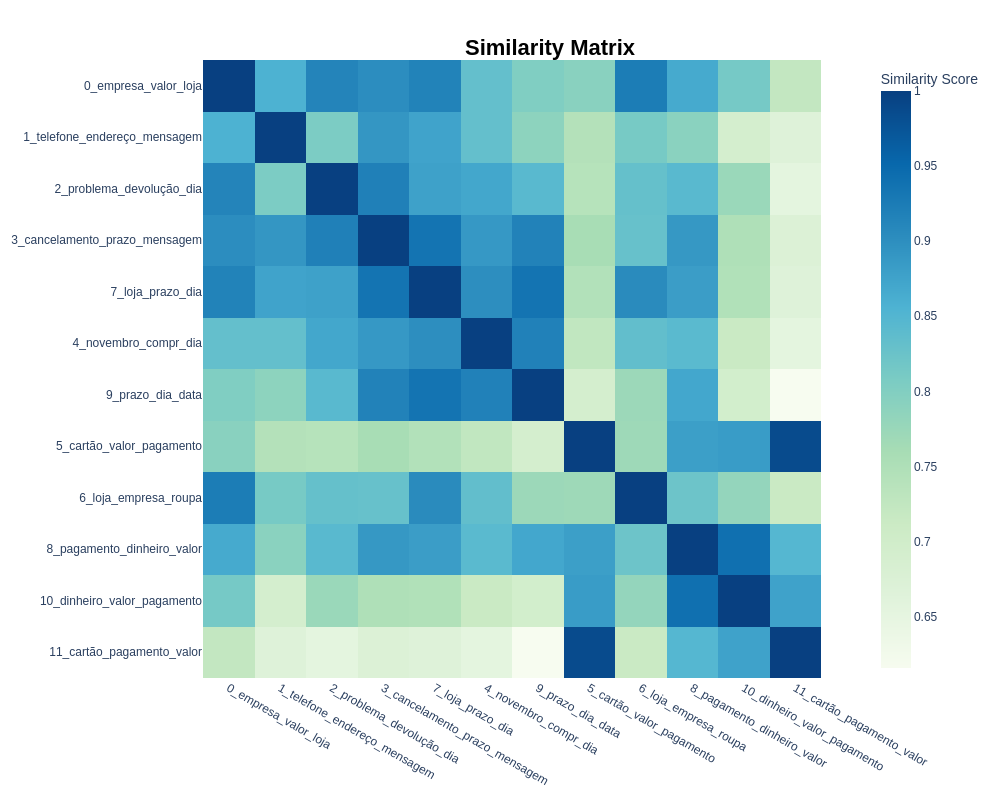 Similarity Matrix
0_empresa_valor_loja
1_telefone_endereço_mensagem
2_problema_devolução_dia
3_cancelamento_prazo_mensagem
7_loja_prazo_dia
4_novembro_compr_dia
9_prazo_dia_data
5_cartão_valor_pagamento
6_loja_empresa_roupa
8_pagamento_dinheiro_valor
10_dinheiro_valor_pagamento
11_cartão_pagamento_valor
0_empresa_valor_loja
1_telefone_endereço_mensagem
2_problema_devolução_dia
3_cancelamento_prazo_mensagem
7_loja_prazo_dia
4_novembro_compr_dia
9_prazo_dia_data
5_cartão_valor_pagamento
6_loja_empresa_roupa
8_pagamento_dinheiro_valor
10_dinheiro_valor_pagamento
11_cartão_pagamento_valor
Similarity Score
1
0.95
0.9
0.85
0.8
0.75
0.7
0.65